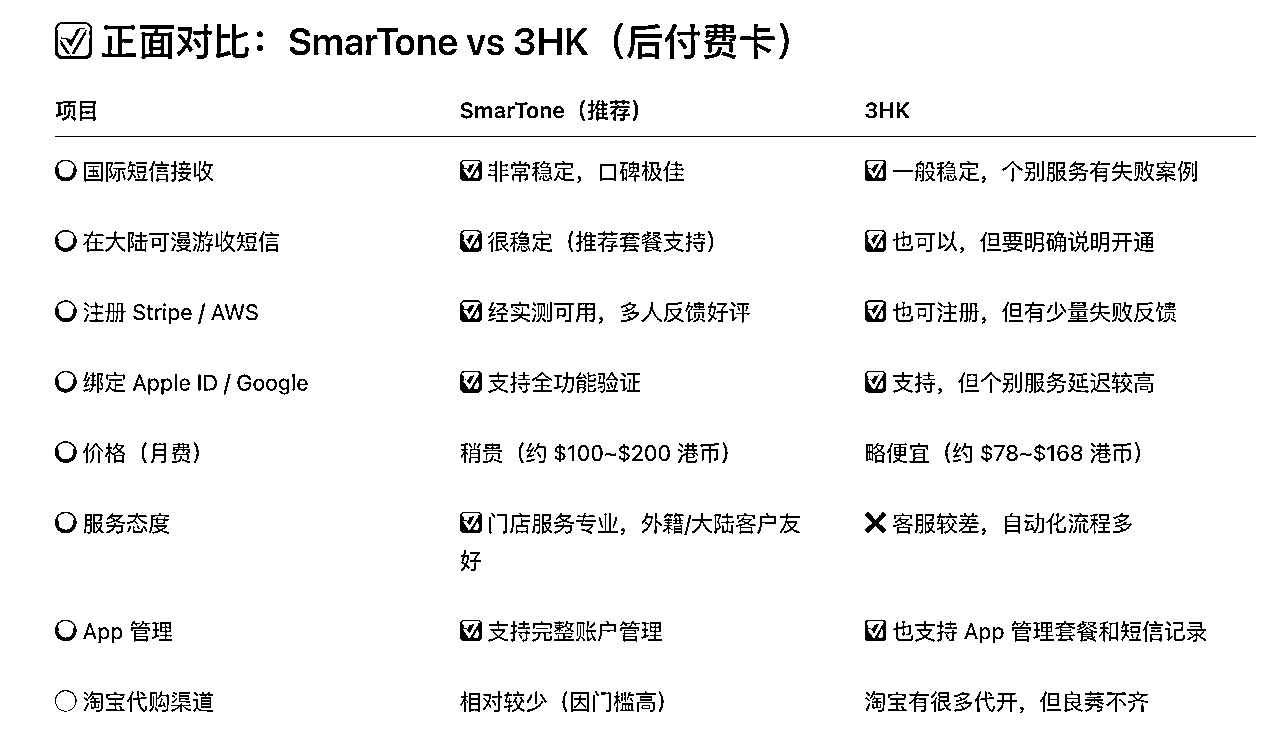 ✅ 正面对比：SmarTone vs 3HK（后付费卡）
项目 SmarTone（推荐） 3HK
国际短信接收 ✅ 非常稳定，口碑极佳 ✅ 一般稳定，个别服务有失败案例
在大陆可漫游收短信 ✅ 很稳定（推荐套餐支持） ✅ 也可以，但要明确说明开通
注册 Stripe / AWS ✅ 经实测可用，多人反馈好评 ✅ 也可注册，但有少量失败反馈
绑定 Apple ID / Google ✅ 支持全功能验证 ✅ 支持，但个别服务延迟较高
价格（月费） 稍贵（约 $100~$200 港币） 略便宜（约 $78~$168 港币）
服务态度 ✅ 门店服务专业，外籍/大陆客户友 ❌ 客服较差，自动化流程多
好
App 管理 ✅ 支持完整账户管理 ✅ 也支持 App 管理套餐和短信记录
淘宝代购渠道 相对较少（因门槛高） 淘宝有很多代开，但良莠不齐